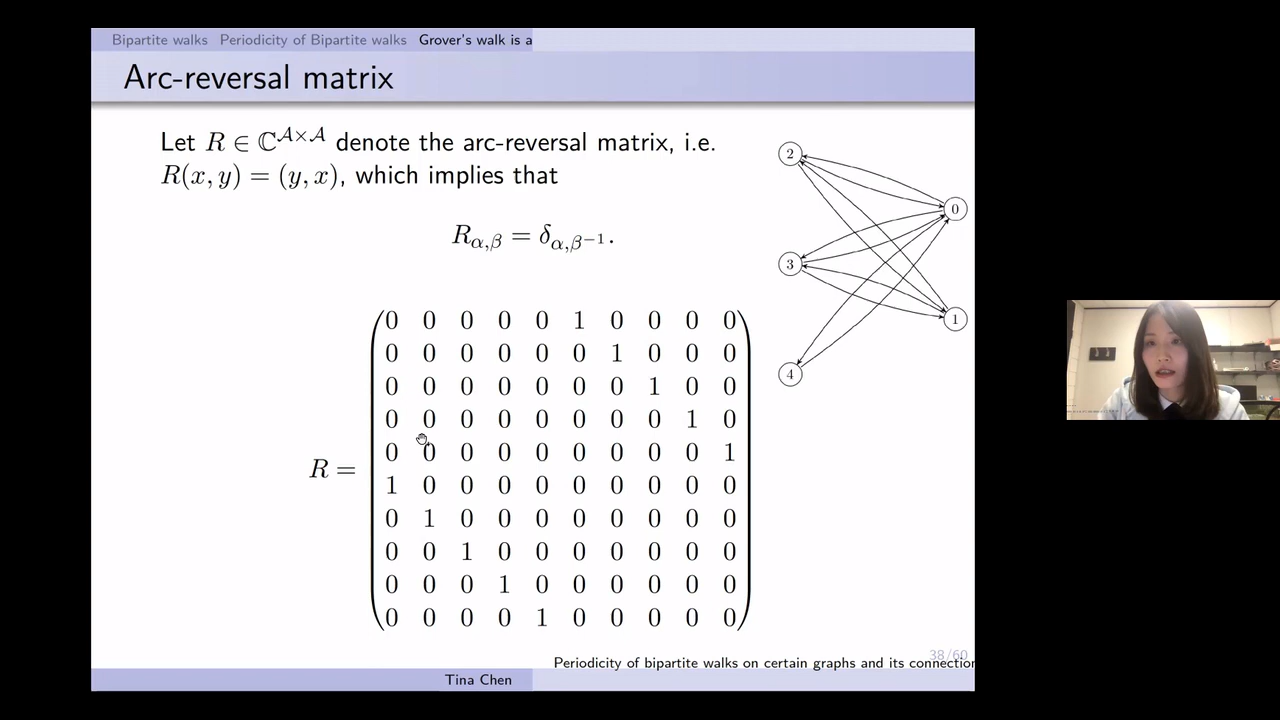 Bipartite walks Periodicity of Bipartite walks Grover's walk is a
Arc-reversal matrix
Let R ∈ ℂ^{𝒜×𝒜} denote the arc-reversal matrix, i.e.
R(x, y) = (y, x), which implies that
R_{α,β} = δ_{α,β^{-1}}.
2
0
3
1
4
R =
0 0 0 0 0 1 0 0 0 0
0 0 0 0 0 0 1 0 0 0
0 0 0 0 0 0 0 1 0 0
0 0 0 0 0 0 0 0 1 0
0 0 0 0 0 0 0 0 0 1
1 0 0 0 0 0 0 0 0 0
0 1 0 0 0 0 0 0 0 0
0 0 1 0 0 0 0 0 0 0
0 0 0 1 0 0 0 0 0 0
0 0 0 0 1 0 0 0 0 0
38/60
Periodicity of bipartite walks on certain graphs and its connection
Tina Chen